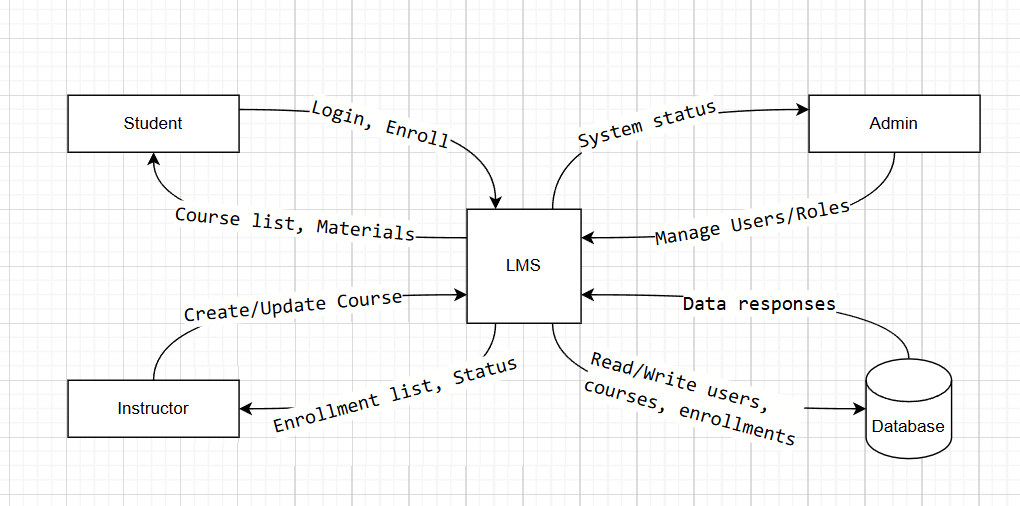 Student
Login, Enroll
System status
Admin
Course list, Materials
Manage Users/Roles
LMS
Create/Update Course
Data responses
Enrollment list, Status
Read/Write users,
courses, enrollments
Instructor
Database